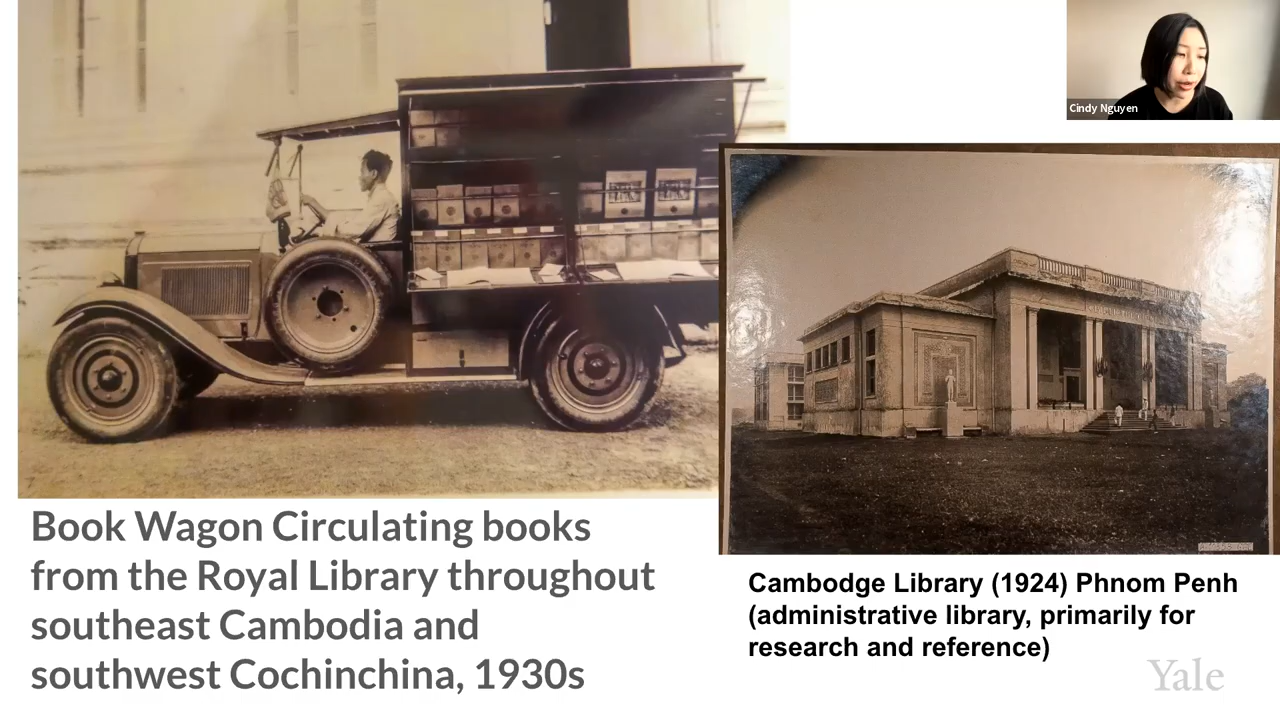 Cindy Nguyen
Book Wagon Circulating books
from the Royal Library throughout
southeast Cambodia and
southwest Cochinchina, 1930s
Cambodge Library (1924) Phnom Penh
(administrative library, primarily for
research and reference)
Yale